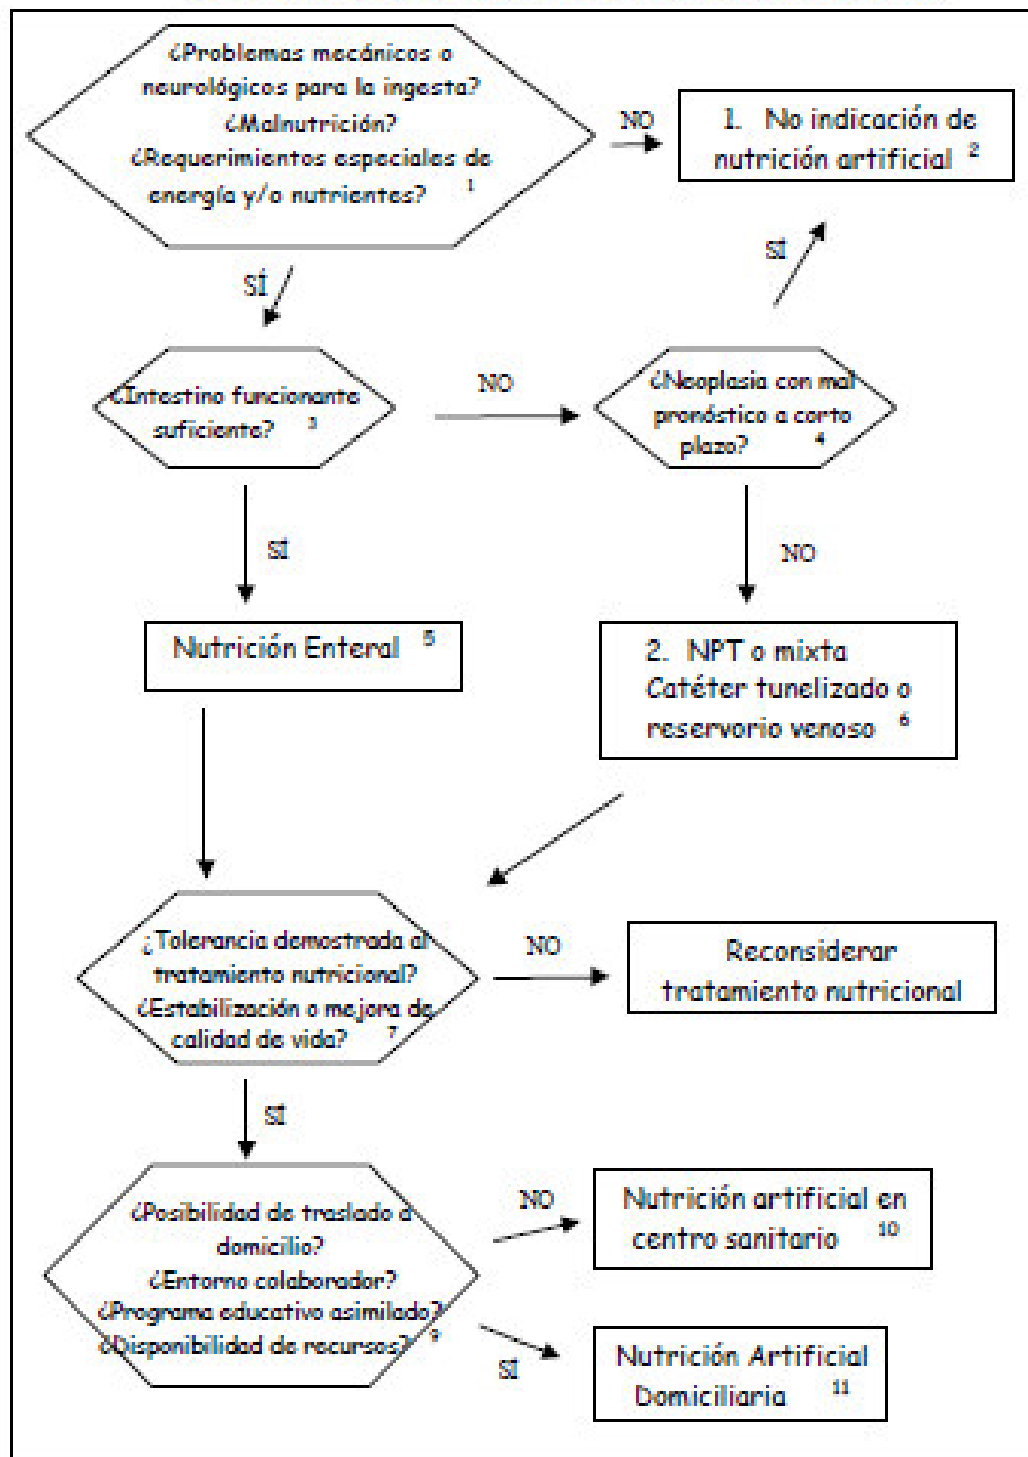 ¿Problemas mecánicos o
neurológicos para la ingesta?
¿Malnutrición?
¿Requerimientos especiales de
energía y/o nutrientes? 1
NO
1. No indicación de
nutrición artificial 2
SÍ
SÍ
¿Intestino funcionante
suficiente? 3
NO
¿Neoplasia con mal
pronóstico a corto
plazo? 4
SÍ
NO
Nutrición Enteral 5
2. NPT o mixta
Catéter tunelizado o
reservorio venoso 6
¿Tolerancia demostrada al
tratamiento nutricional?
¿Estabilización o mejora de
calidad de vida? 7
NO
Reconsiderar
tratamiento nutricional
SÍ
¿Posibilidad de traslado a
domicilio?
¿Entorno colaborador?
¿Programa educativo asimilado?
¿Disponibilidad de recursos? 9
NO
Nutrición artificial en
centro sanitario 10
SÍ
Nutrición Artificial
Domiciliaria 11